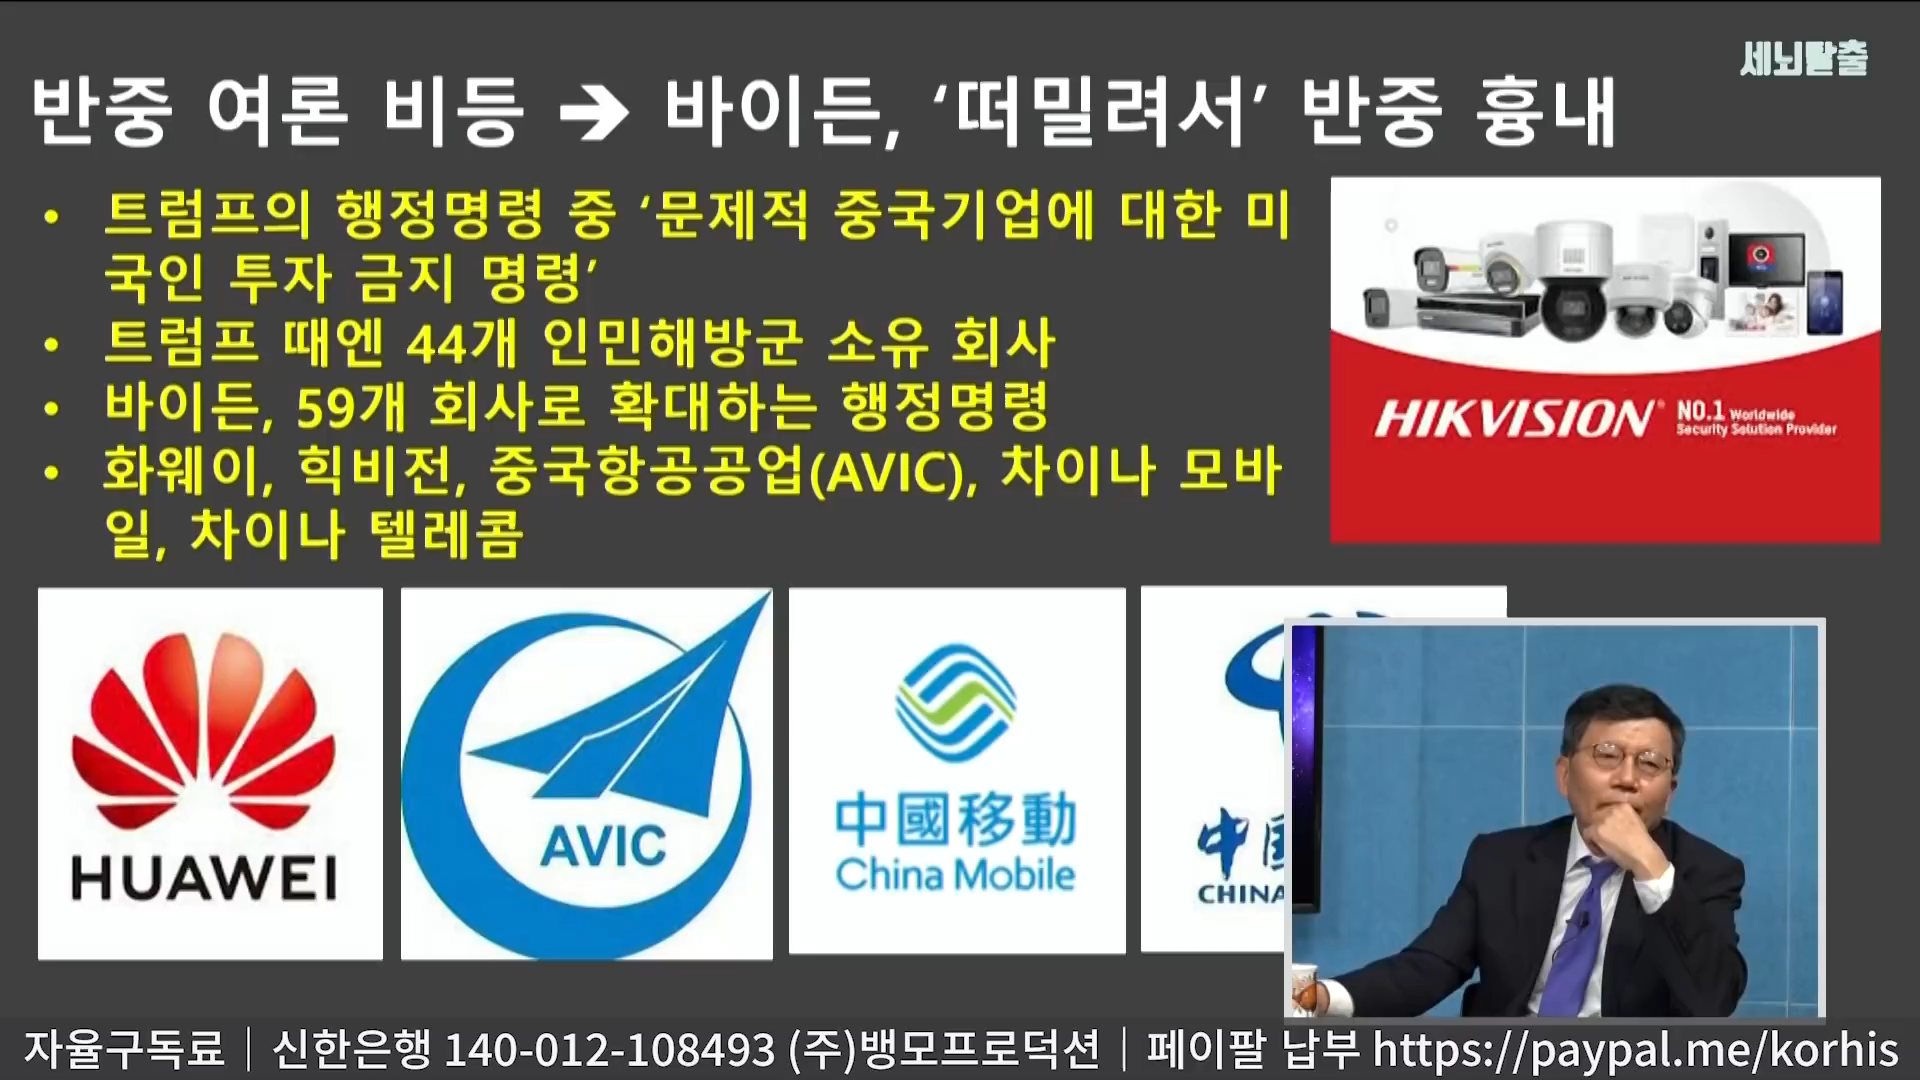 세뇌탈출
반중 여론 비등 → 바이든, ‘떠밀려서’ 반중 흉내
• 트럼프의 행정명령 중 ‘문제적 중국기업에 대한 미
국인 투자 금지 명령’
• 트럼프 때엔 44개 인민해방군 소유 회사
• 바이든, 59개 회사로 확대하는 행정명령
• 화웨이, 힉비전, 중국항공공업(AVIC), 차이나 모바
일, 차이나 텔레콤
HIKVISION® NO.1 Worldwide
Security Solution Provider
HUAWEI
AVIC
中國移動
China Mobile
中
CHINA
자율구독료│신한은행 140-012-108493 (주)뱅모프로덕션│페이팔 납부 https://paypal.me/korhis